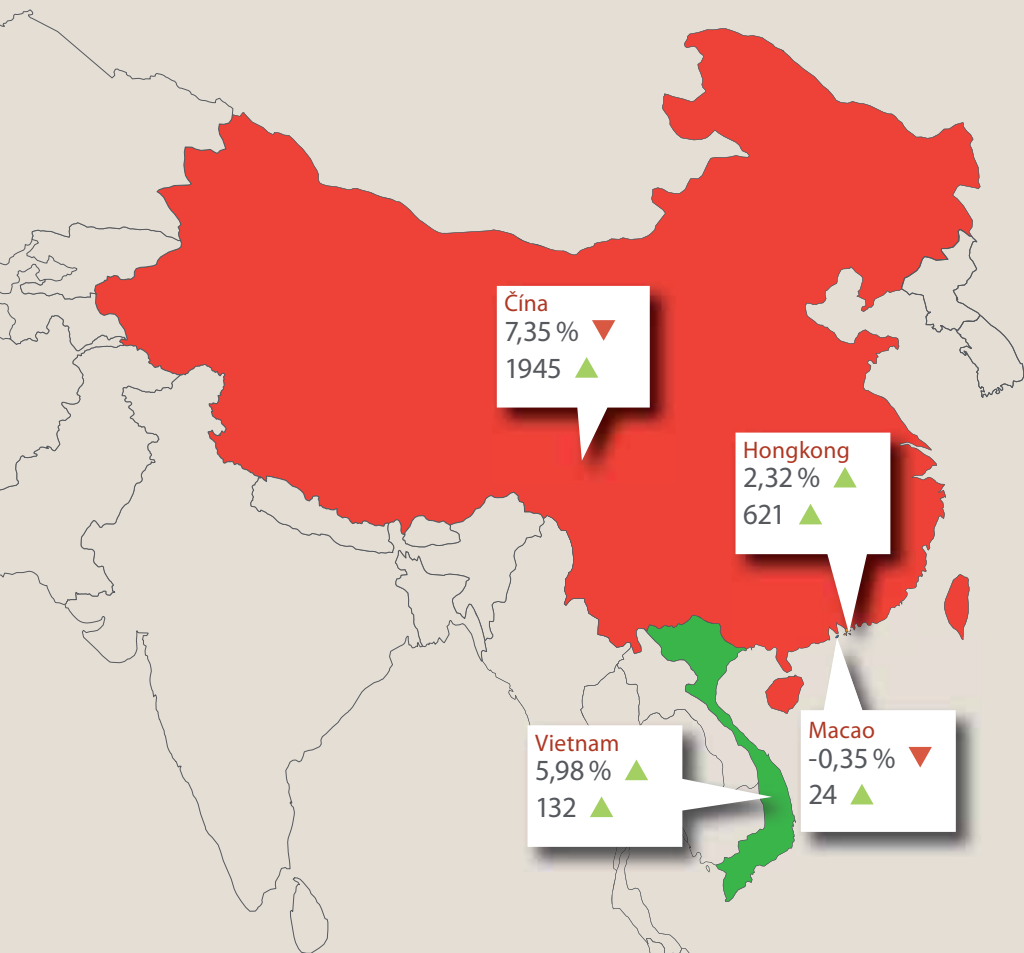 Čína
7,35 %
1945
Hongkong
2,32 %
621
Vietnam
5,98 %
132
Macao
-0,35 %
24